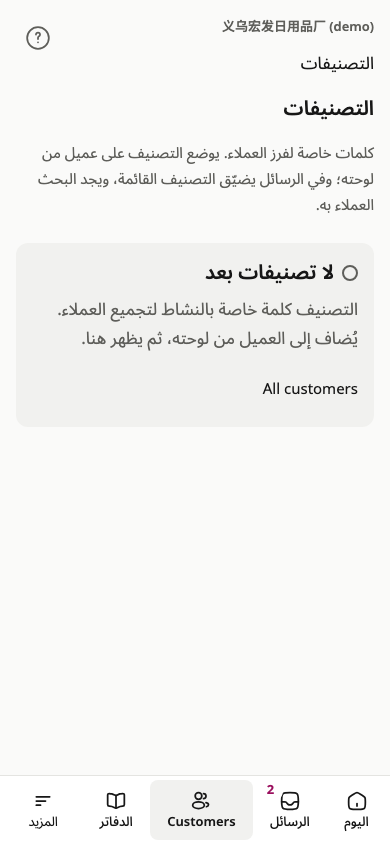 义乌宏发日用品厂 (demo)
التصنيفات
التصنيفات
كلمات خاصة لفرز العملاء. يوضع التصنيف على عميل من
لوحته؛ وفي الرسائل يضيّق التصنيف القائمة، ويجد البحث
العملاء به.
لا تصنيفات بعد
التصنيف كلمة خاصة بالنشاط لتجميع العملاء.
يُضاف إلى العميل من لوحته، ثم يظهر هنا.
All customers
اليوم
2
الرسائل
Customers
الدفاتر
المزيد